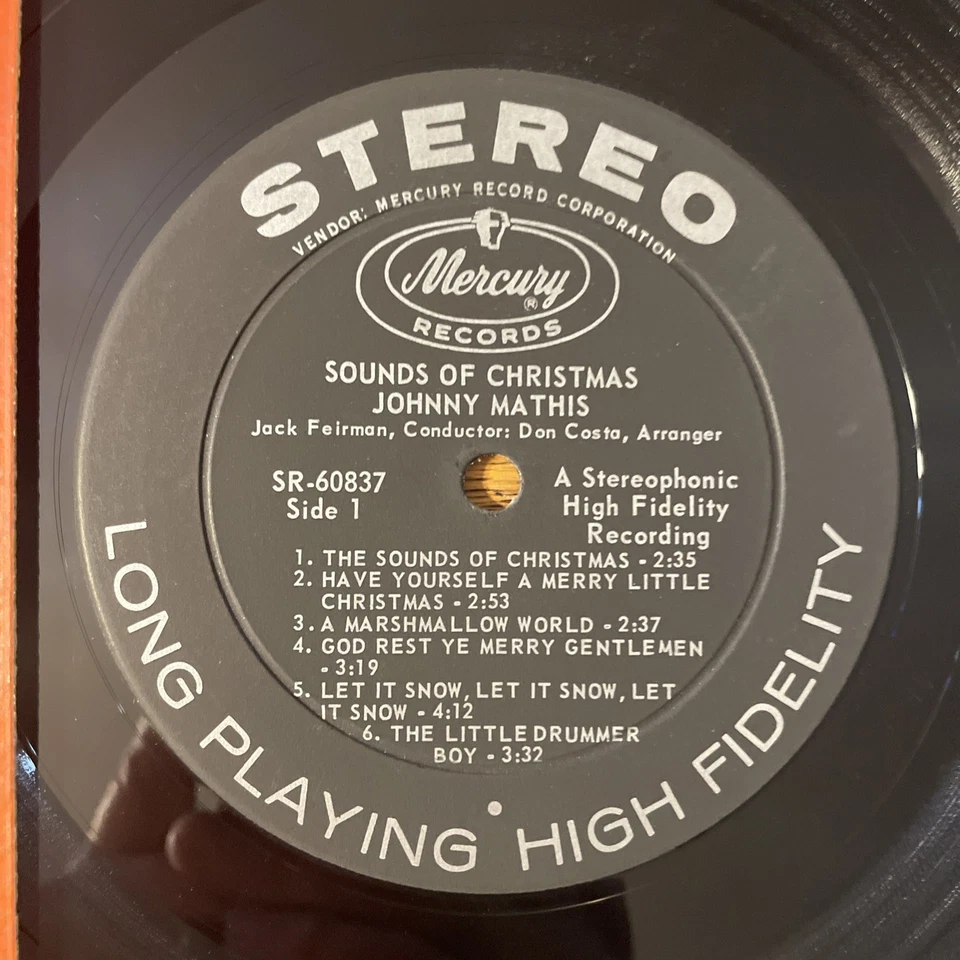 STEREO
VENDOR: MERCURY RECORD CORPORATION
Mercury ®
RECORDS
SOUNDS OF CHRISTMAS
JOHNNY MATHIS
Jack Feirman, Conductor: Don Costa, Arranger
SR-60837
Side 1
A Stereophonic
High Fidelity
Recording
1. THE SOUNDS OF CHRISTMAS - 2:35
2. HAVE YOURSELF A MERRY LITTLE
CHRISTMAS - 2:53
3. A MARSHMALLOW WORLD - 2:37
4. GOD REST YE MERRY GENTLEMEN
- 3:19
5. LET IT SNOW, LET IT SNOW, LET
IT SNOW - 4:12
6. THE LITTLE DRUMMER
BOY - 3:32
LONG PLAYING • HIGH FIDELITY